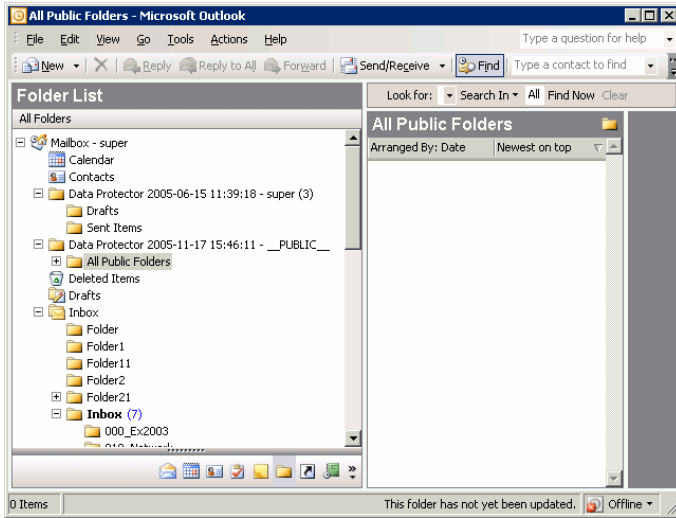 All Public Folders - Microsoft Outlook
File Edit View Go Tools Actions Help Type a question for help
New Reply Reply to All Forward Send/Receive Find Type a contact to find
Folder List
Look for: Search In All Find Now Clear
All Folders
All Public Folders
Arranged By: Date Newest on top
Mailbox - super
Calendar
Contacts
Data Protector 2005-06-15 11:39:18 - super (3)
Drafts
Sent Items
Data Protector 2005-11-17 15:46:11 - __PUBLIC__
All Public Folders
Deleted Items
Drafts
Inbox
Folder
Folder1
Folder11
Folder2
Folder21
Inbox (7)
000_Ex2003
0 Items This folder has not yet been updated. Offline